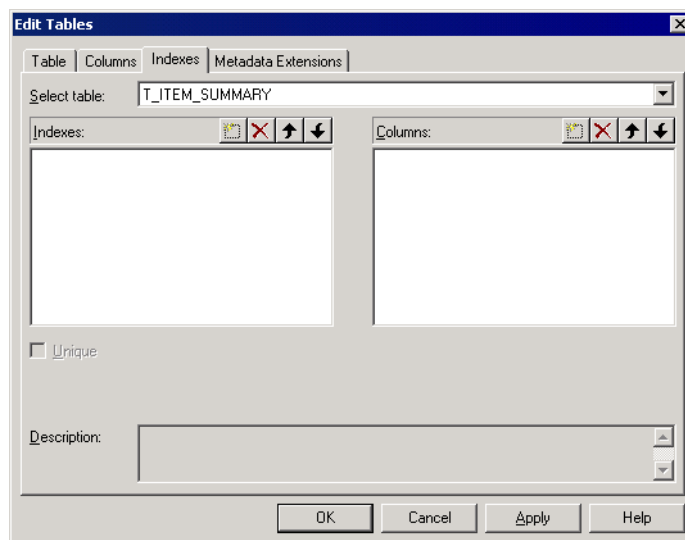 Edit Tables
Table Columns Indexes Metadata Extensions
Select table: T_ITEM_SUMMARY
Indexes: Columns:
Unique
Description:
OK Cancel Apply Help